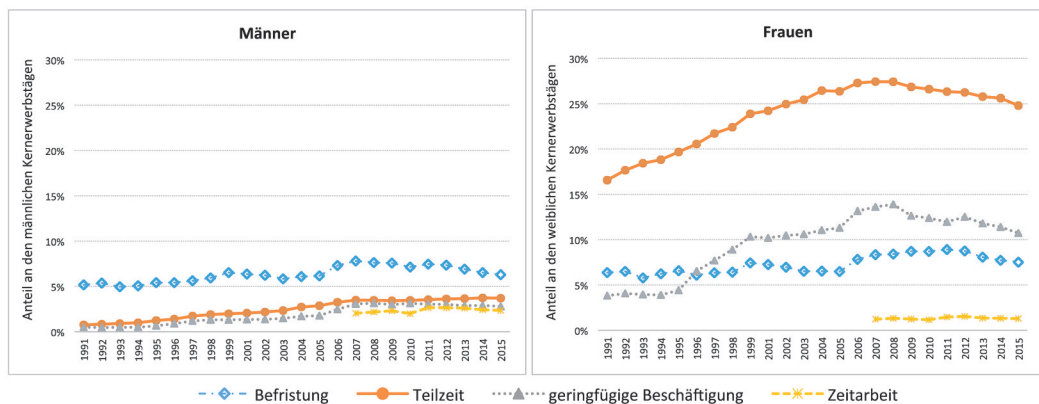 Männer
Anteil an den männlichen Kernerwerbstägen
30%
25%
20%
15%
10%
5%
0%
1991 1992 1993 1994 1995 1996 1997 1998 1999 2001 2002 2003 2004 2005 2006 2007 2008 2009 2010 2011 2012 2013 2014 2015
Frauen
Anteil an den weiblichen Kernerwerbstägen
30%
25%
20%
15%
10%
5%
0%
1991 1992 1993 1994 1995 1996 1997 1998 1999 2001 2002 2003 2004 2005 2006 2007 2008 2009 2010 2011 2012 2013 2014 2015
Befristung Teilzeit geringfügige Beschäftigung Zeitarbeit